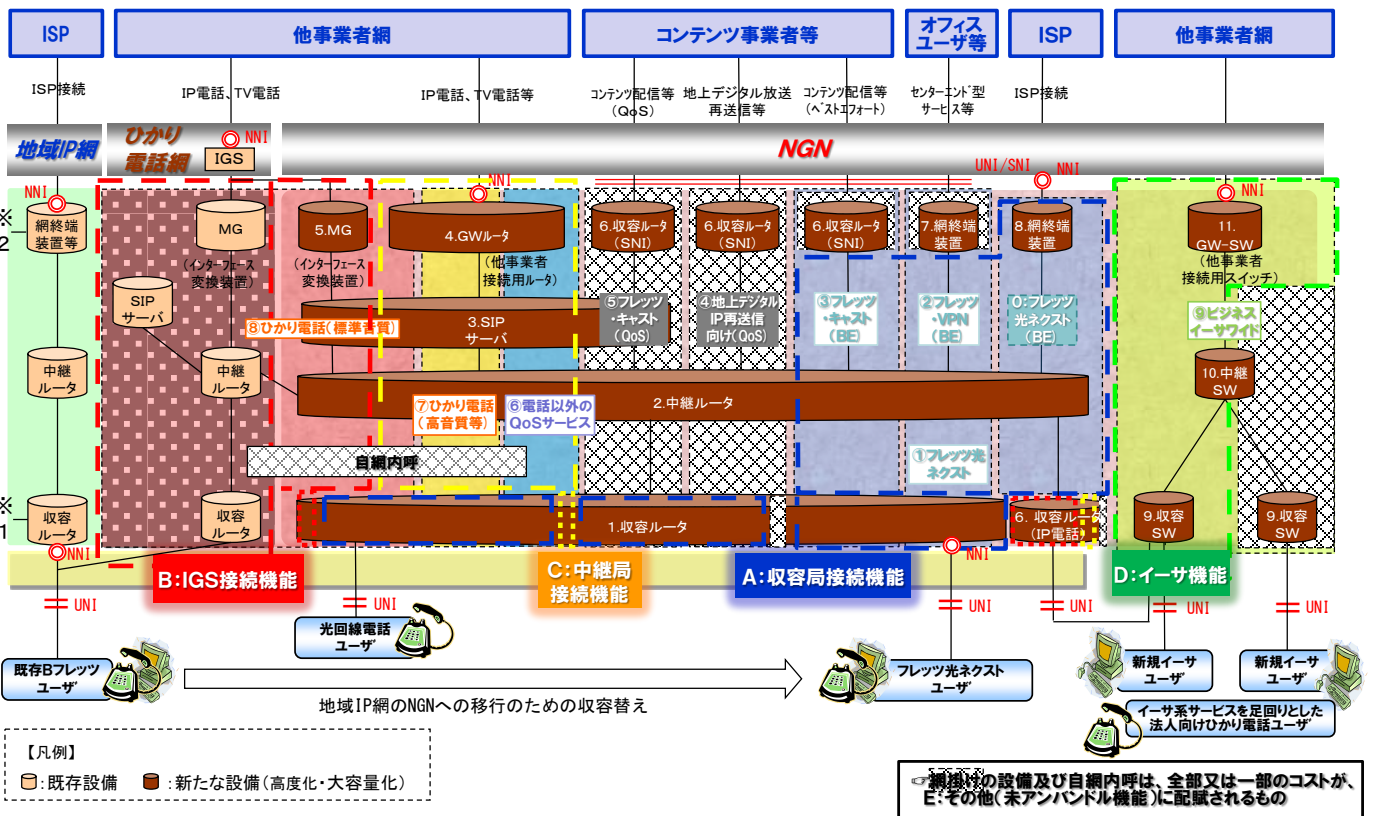 ISP
他事業者網
コンテンツ事業者等
オフィス
ユーザ等
ISP
他事業者網
ISP接続
IP電話、TV電話
IP電話、TV電話等
コンテンツ配信等
(QoS)
地上デジタル放送
再送信等
コンテンツ配信等
(ベストエフォート)
センターエンド型
サービス等
ISP接続
地域IP網
ひかり
電話網
NNI
IGS
NGN
UNI/SNI
NNI
NNI
NNI
NNI
※
2
網終端
装置等
MG
(インターフェース
変換装置)
5.MG
(インターフェース
変換装置)
4.GWルータ
(他事業者
接続用ルータ)
6.収容ルータ
(SNI)
6.収容ルータ
(SNI)
6.収容ルータ
(SNI)
7.網終端
装置
8.網終端
装置
11.
GW-SW
(他事業者
接続用スイッチ)
SIP
サーバ
⑧ひかり電話(標準音質)
3.SIP
サーバ
⑤フレッツ
・キャスト
(QoS)
④地上デジタル
IP再送信
向け(QoS)
③フレッツ
・キャスト
(BE)
②フレッツ
・VPN
(BE)
0:フレッツ
光ネクスト
(BE)
⑨ビジネス
イーサワイド
中継
ルータ
中継
ルータ
2.中継ルータ
10.中継
SW
⑦ひかり電話
(高音質等)
⑥電話以外の
QoSサービス
自網内呼
①フレッツ光
ネクスト
※
1
収容
ルータ
収容
ルータ
1.収容ルータ
6. 収容ルータ
(IP電話)
9.収容
SW
9.収容
SW
NNI
NNI
B:IGS接続機能
C:中継局
接続機能
A:収容局接続機能
D:イーサ機能
UNI
UNI
UNI
UNI
UNI
UNI
光回線電話
ユーザ
既存Bフレッツ
ユーザ
フレッツ光ネクスト
ユーザ
新規イーサ
ユーザ
新規イーサ
ユーザ
地域IP網のNGNへの移行のための収容替え
イーサ系サービスを足回りとした
法人向けひかり電話ユーザ
【凡例】
:既存設備
:新たな設備(高度化・大容量化)
☞網掛けの設備及び自網内呼は、全部又は一部のコストが、
E:その他(未アンバンドル機能)に配賦されるもの